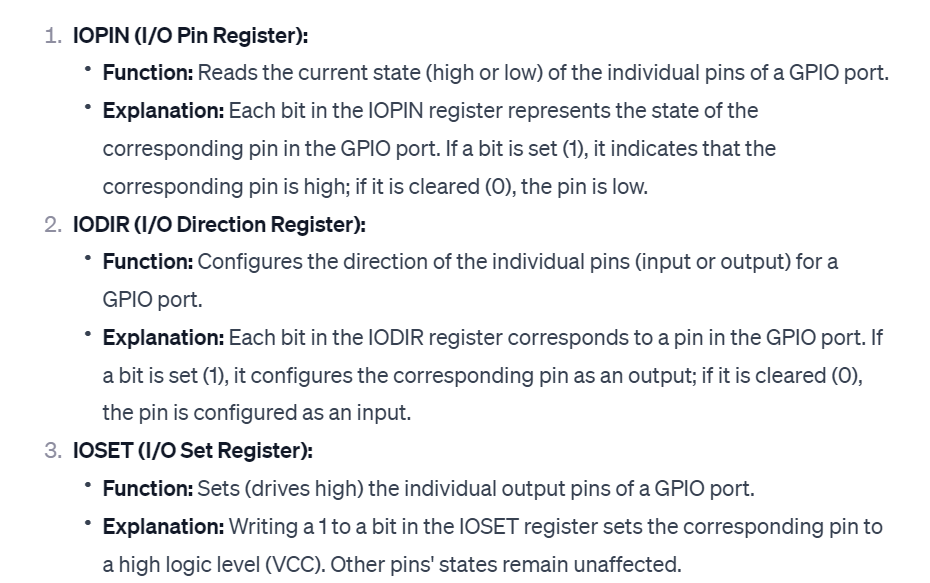 1. IOPIN (I/O Pin Register):
• Function: Reads the current state (high or low) of the individual pins of a GPIO port.
• Explanation: Each bit in the IOPIN register represents the state of the
corresponding pin in the GPIO port. If a bit is set (1), it indicates that the
corresponding pin is high; if it is cleared (0), the pin is low.
2. IODIR (I/O Direction Register):
• Function: Configures the direction of the individual pins (input or output) for a
GPIO port.
• Explanation: Each bit in the IODIR register corresponds to a pin in the GPIO port. If
a bit is set (1), it configures the corresponding pin as an output; if it is cleared (0),
the pin is configured as an input.
3. IOSET (I/O Set Register):
• Function: Sets (drives high) the individual output pins of a GPIO port.
• Explanation: Writing a 1 to a bit in the IOSET register sets the corresponding pin to
a high logic level (VCC). Other pins' states remain unaffected.